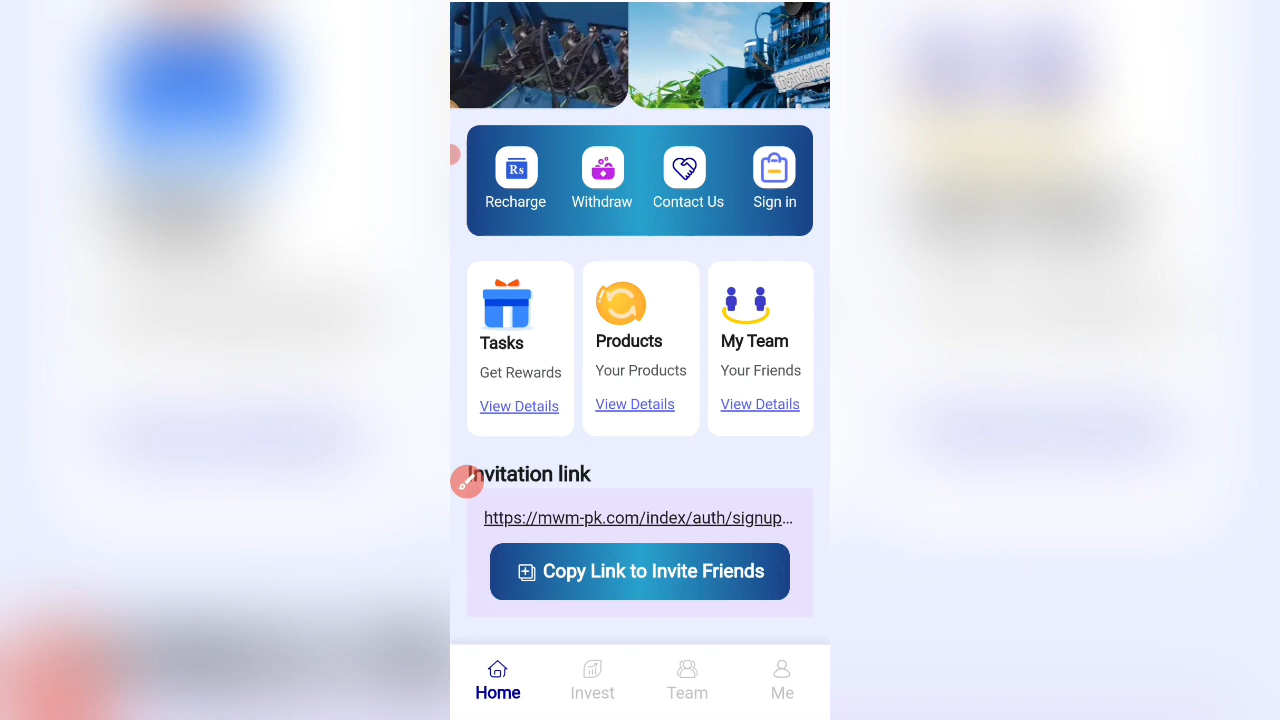 MWM
Rs
Recharge
Withdraw
Contact Us
Sign in
Tasks
Get Rewards
View Details
Products
Your Products
View Details
My Team
Your Friends
View Details
Invitation link
https://mwm-pk.com/index/auth/signup...
Copy Link to Invite Friends
Home
Invest
Team
Me